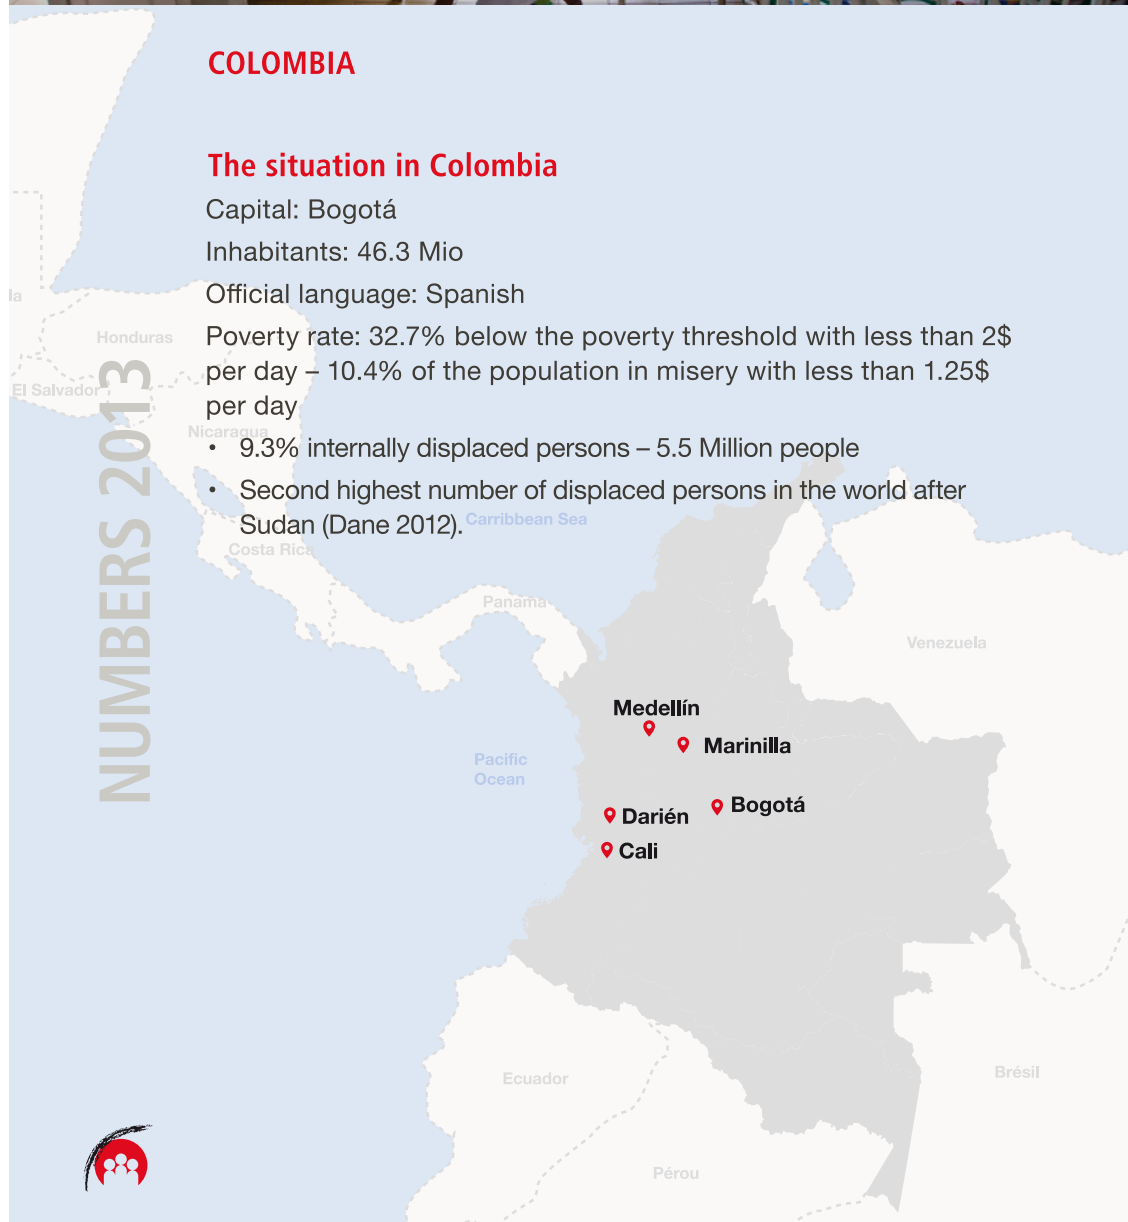 COLOMBIA
The situation in Colombia
Capital: Bogotá
Inhabitants: 46.3 Mio
Official language: Spanish
Poverty rate: 32.7% below the poverty threshold with less than 2$
per day – 10.4% of the population in misery with less than 1.25$
per day
• 9.3% internally displaced persons – 5.5 Million people
• Second highest number of displaced persons in the world after
Sudan (Dane 2012).
NUMBERS 2013
la
Honduras
El Salvador
Nicaragua
Carribbean Sea
Costa Rica
Panama
Venezuela
Medellín
Marinilla
Pacific
Ocean
Bogotá
Darién
Cali
Ecuador
Brésil
Pérou